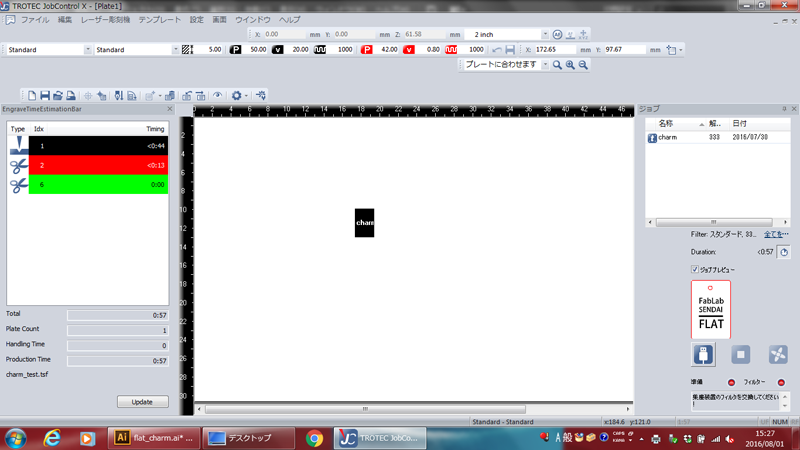 TROTEC JobControl X - [Plate1]
ファイル 編集 レーザー彫刻機 テンプレート 設定 画面 ウインドウ ヘルプ
X: 0.00 mm Y: 0.00 mm Z: 61.58 mm 2 inch
Standard Standard 5.00 P 50.00 v 20.00 1000 P 42.00 v 0.80 1000 X: 172.65 mm Y: 97.67 mm
プレートに合わせます
EngraveTimeEstimationBar
Type Idx Timing
1 <0:44
2 <0:13
6 0:00
Total 0:57
Plate Count 1
Handling Time 0
Production Time 0:57
charm_test.tsf
Update
0 2 4 6 8 10 12 14 16 18 20 22 24 26 28 30 32 34 36 38 40 42 44 46
2
4
6
8
10
12
14
16
18
20
22
24
26
28
30
charm
ジョブ
名称 解.. 日付
charm 333 2016/07/30
Filter: スタンダード, 33... 全てを...
Duration: <0:57
ジョブプレビュー
FabLab
SENDAI
FLAT
準備 フィルター
集塵装置のフィルタを交換してください
!
Standard - Standard x:184.6 y:121.0 1:57 UF NUM RF
flat_charm.ai* ... デスクトップ TROTEC JobCo... A 般 CAPS KANA 15:27
2016/08/01